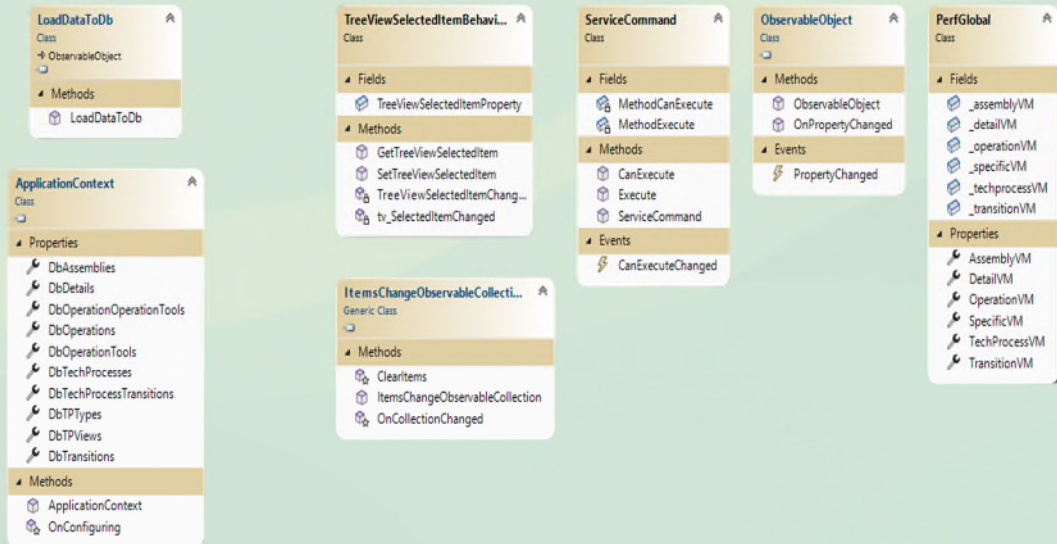 LoadDataToDb
Class
ObservableObject
Methods
LoadDataToDb
ApplicationContext
Class
Properties
DbAssemblies
DbDetails
DbOperationOperationTools
DbOperations
DbOperationTools
DbTechProcesses
DbTechProcessTransitions
DbTPTypes
DbTPViews
DbTransitions
Methods
ApplicationContext
OnConfiguring
TreeViewSelectedItemBehavi...
Class
Fields
TreeViewSelectedItemProperty
Methods
GetTreeViewSelectedItem
SetTreeViewSelectedItem
TreeViewSelectedItemChang...
tv_SelectedItemChanged
ItemsChangeObservableCollecti...
Generic Class
Methods
ClearItems
ItemsChangeObservableCollection
OnCollectionChanged
ServiceCommand
Class
Fields
MethodCanExecute
MethodExecute
Methods
CanExecute
Execute
ServiceCommand
Events
CanExecuteChanged
ObservableObject
Class
Methods
ObservableObject
OnPropertyChanged
Events
PropertyChanged
PerfGlobal
Class
Fields
_assemblyVM
_detailVM
_operationVM
_specificVM
_techprocessVM
_transitionVM
Properties
AssemblyVM
DetailVM
OperationVM
SpecificVM
TechProcessVM
TransitionVM